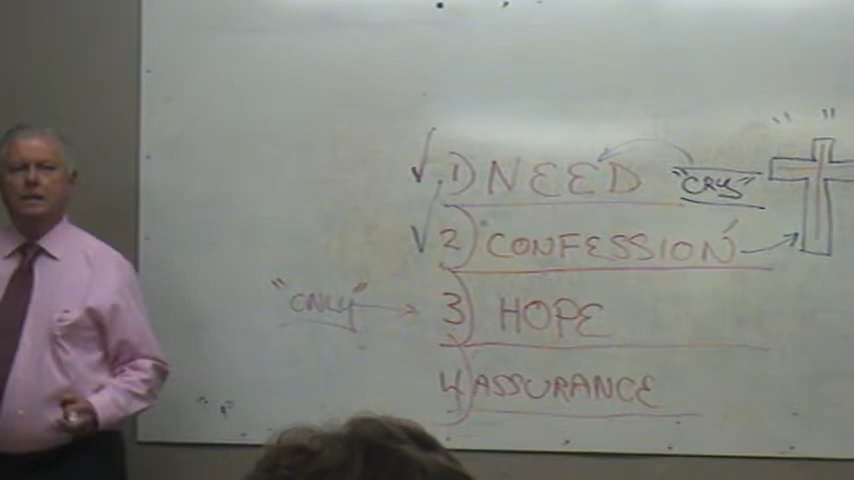 1) NEED "CRY"
2) "CONFESSION"
"ONLY" 3) HOPE
4) ASSURANCE